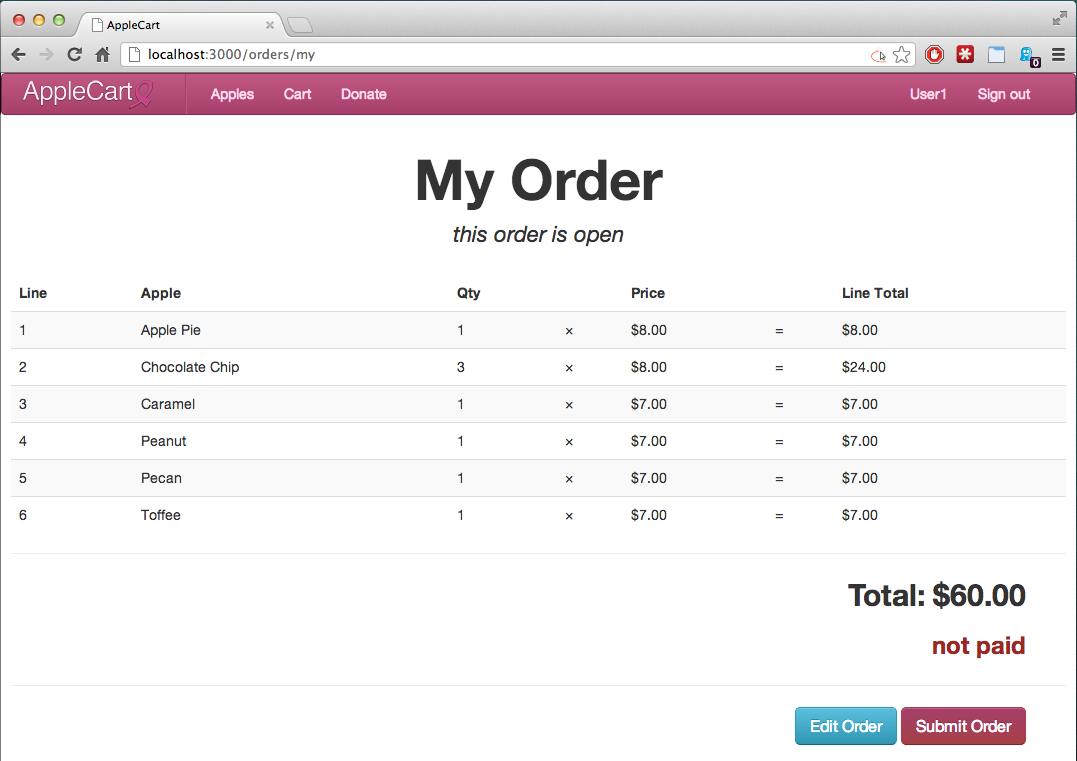 AppleCart
localhost:3000/orders/my
0
AppleCart Apples Cart Donate User1 Sign out
My Order
this order is open
Line Apple Qty Price Line Total
1 Apple Pie 1 × $8.00 = $8.00
2 Chocolate Chip 3 × $8.00 = $24.00
3 Caramel 1 × $7.00 = $7.00
4 Peanut 1 × $7.00 = $7.00
5 Pecan 1 × $7.00 = $7.00
6 Toffee 1 × $7.00 = $7.00
Total: $60.00
not paid
Edit Order Submit Order